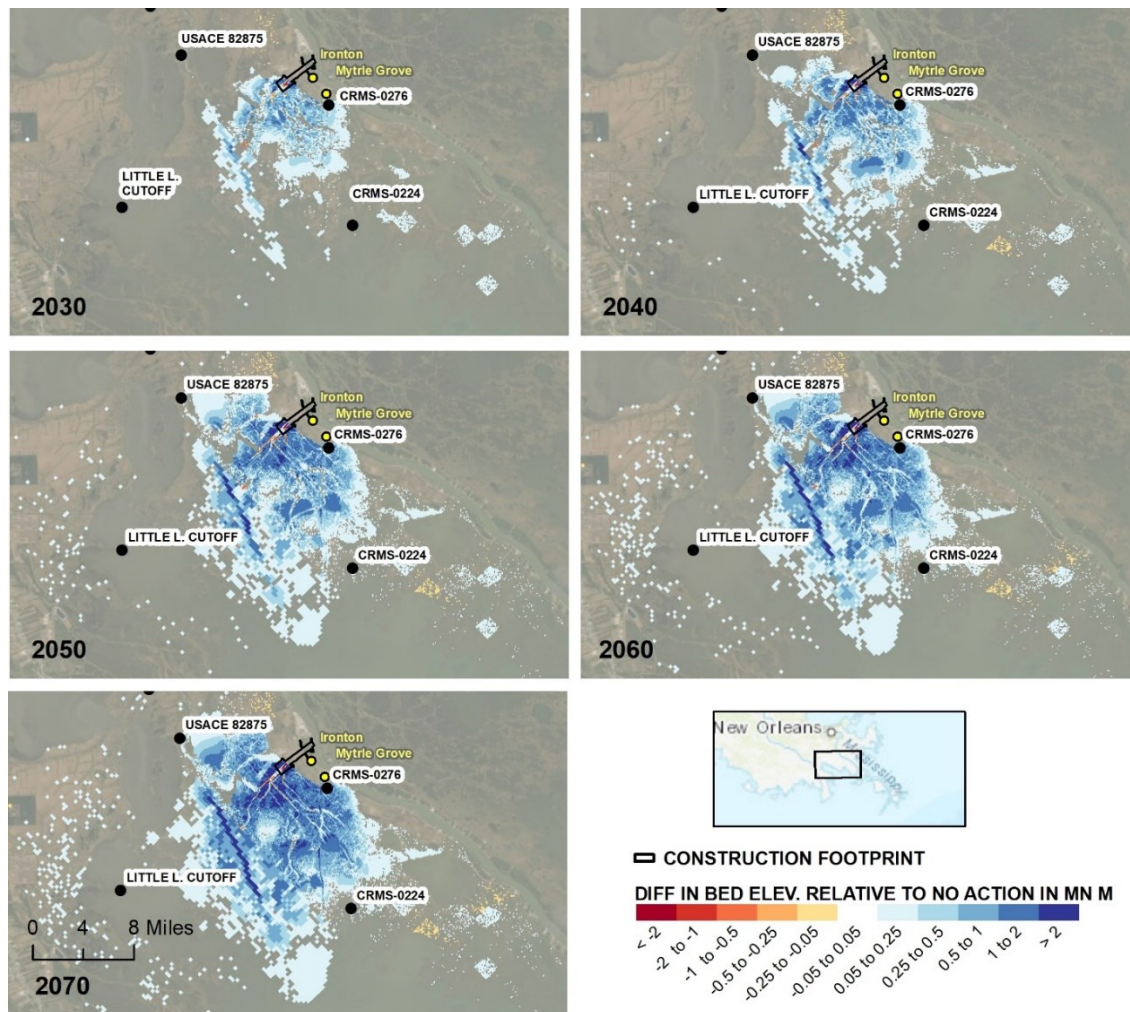 USACE 82875
Ironton
Mytrle Grove
CRMS-0276
LITTLE L.
CUTOFF
CRMS-0224
2030
USACE 82875
Ironton
Mytrle Grove
CRMS-0276
LITTLE L. CUTOFF
CRMS-0224
2040
USACE 82875
Ironton
Mytrle Grove
CRMS-0276
LITTLE L. CUTOFF
CRMS-0224
2050
USACE 82875
Ironton
Mytrle Grove
CRMS-0276
LITTLE L. CUTOFF
CRMS-0224
2060
USACE 82875
Ironton
Mytrle Grove
CRMS-0276
LITTLE L. CUTOFF
CRMS-0224
0 4 8 Miles
2070
New Orleans
Mississippi
CONSTRUCTION FOOTPRINT
DIFF IN BED ELEV. RELATIVE TO NO ACTION IN MN M
< -2
-2 to -1
-1 to -0.5
-0.5 to -0.25
-0.25 to -0.05
-0.05 to 0.05
0.05 to 0.25
0.25 to 0.5
0.5 to 1
1 to 2
> 2